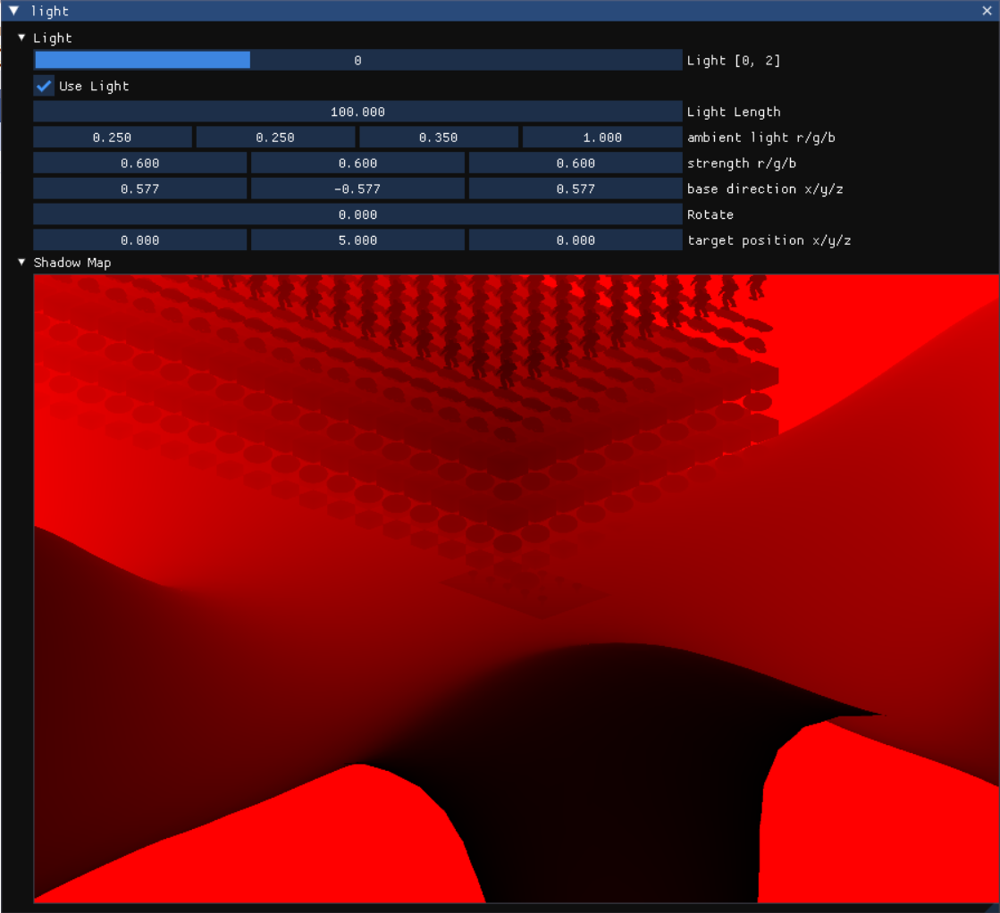 light
Light
0 Light [0, 2]
Use Light
100.000 Light Length
0.250 0.250 0.350 1.000 ambient light r/g/b
0.600 0.600 0.600 strength r/g/b
0.577 -0.577 0.577 base direction x/y/z
0.000 Rotate
0.000 5.000 0.000 target position x/y/z
Shadow Map